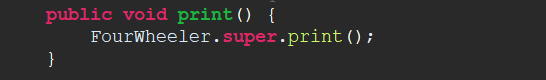 public void print() {
FourWheeler.super.print();
}